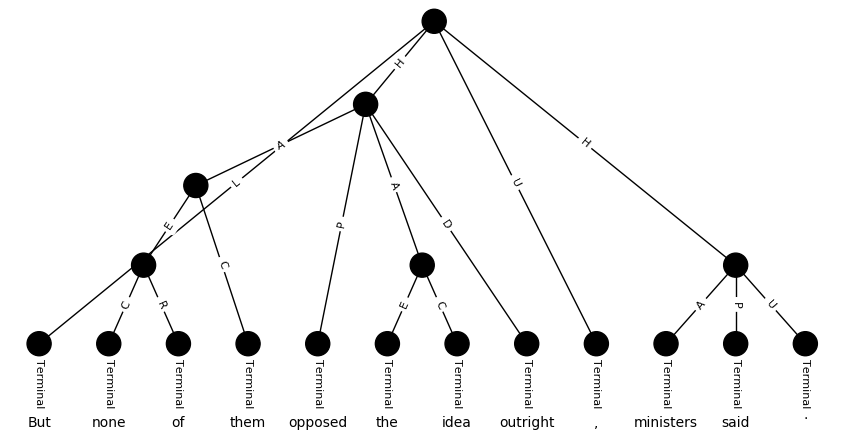 H
A
H
L
U
A
E
P
D
C
C
R
E
C
A
P
U
Terminal Terminal Terminal Terminal Terminal Terminal Terminal Terminal Terminal Terminal Terminal Terminal
But none of them opposed the idea outright , ministers said .